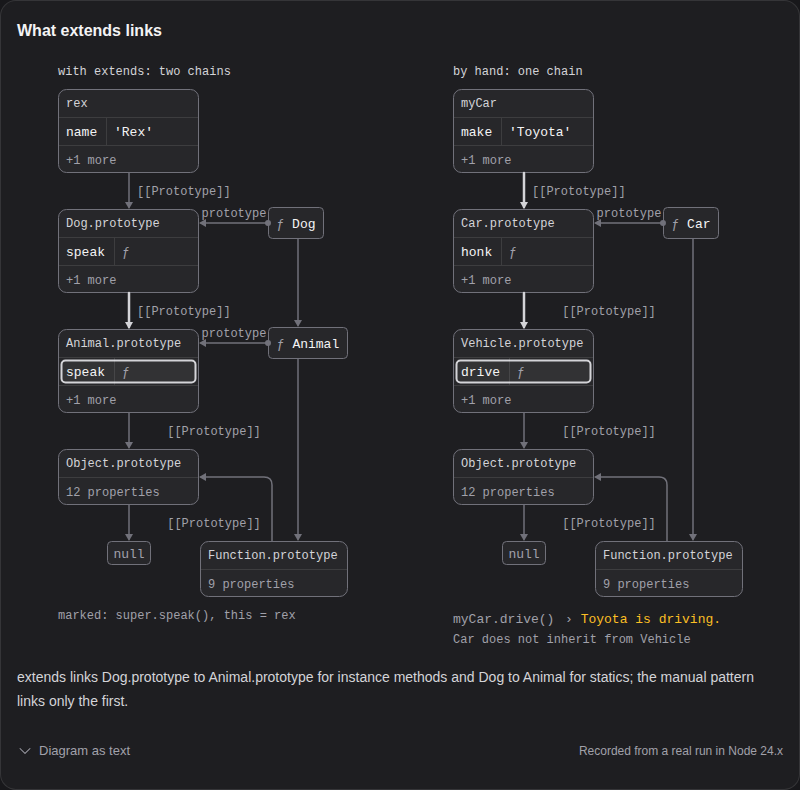 What extends links
with extends: two chains
rex
name 'Rex'
+1 more
[[Prototype]]
Dog.prototype
speak ƒ
+1 more
prototype
ƒ Dog
[[Prototype]]
Animal.prototype
speak ƒ
+1 more
prototype
ƒ Animal
[[Prototype]]
Object.prototype
12 properties
[[Prototype]]
null
Function.prototype
9 properties
marked: super.speak(), this = rex
by hand: one chain
myCar
make 'Toyota'
+1 more
[[Prototype]]
Car.prototype
honk ƒ
+1 more
prototype
ƒ Car
[[Prototype]]
Vehicle.prototype
drive ƒ
+1 more
[[Prototype]]
Object.prototype
12 properties
[[Prototype]]
null
Function.prototype
9 properties
myCar.drive() › Toyota is driving.
Car does not inherit from Vehicle
extends links Dog.prototype to Animal.prototype for instance methods and Dog to Animal for statics; the manual pattern
links only the first.
Diagram as text
Recorded from a real run in Node 24.x